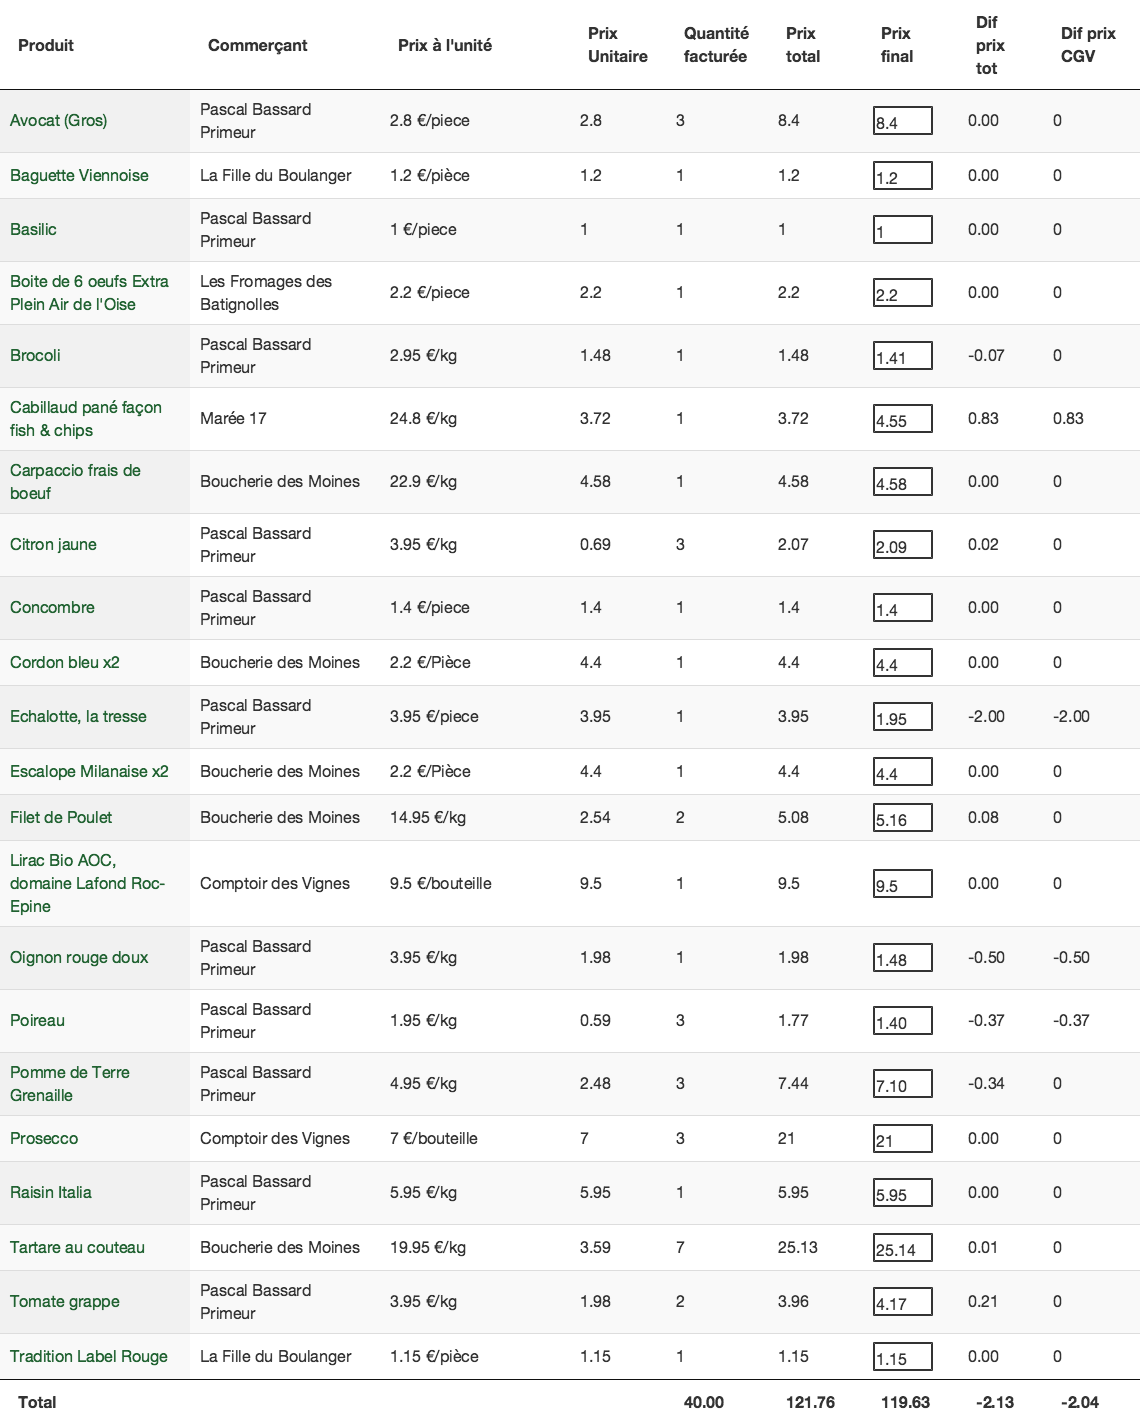 Produit Commerçant Prix à l'unité Prix Unitaire Quantité facturée Prix total Prix final Dif prix tot Dif prix CGV
Avocat (Gros) Pascal Bassard Primeur 2.8 €/piece 2.8 3 8.4 8.4 0.00 0
Baguette Viennoise La Fille du Boulanger 1.2 €/pièce 1.2 1 1.2 1.2 0.00 0
Basilic Pascal Bassard Primeur 1 €/piece 1 1 1 1 0.00 0
Boite de 6 oeufs Extra Plein Air de l'Oise Les Fromages des Batignolles 2.2 €/piece 2.2 1 2.2 2.2 0.00 0
Brocoli Pascal Bassard Primeur 2.95 €/kg 1.48 1 1.48 1.41 -0.07 0
Cabillaud pané façon fish & chips Marée 17 24.8 €/kg 3.72 1 3.72 4.55 0.83 0.83
Carpaccio frais de boeuf Boucherie des Moines 22.9 €/kg 4.58 1 4.58 4.58 0.00 0
Citron jaune Pascal Bassard Primeur 3.95 €/kg 0.69 3 2.07 2.09 0.02 0
Concombre Pascal Bassard Primeur 1.4 €/piece 1.4 1 1.4 1.4 0.00 0
Cordon bleu x2 Boucherie des Moines 2.2 €/Pièce 4.4 1 4.4 4.4 0.00 0
Echalotte, la tresse Pascal Bassard Primeur 3.95 €/piece 3.95 1 3.95 1.95 -2.00 -2.00
Escalope Milanaise x2 Boucherie des Moines 2.2 €/Pièce 4.4 1 4.4 4.4 0.00 0
Filet de Poulet Boucherie des Moines 14.95 €/kg 2.54 2 5.08 5.16 0.08 0
Lirac Bio AOC, domaine Lafond Roc-Epine Comptoir des Vignes 9.5 €/bouteille 9.5 1 9.5 9.5 0.00 0
Oignon rouge doux Pascal Bassard Primeur 3.95 €/kg 1.98 1 1.98 1.48 -0.50 -0.50
Poireau Pascal Bassard Primeur 1.95 €/kg 0.59 3 1.77 1.40 -0.37 -0.37
Pomme de Terre Grenaille Pascal Bassard Primeur 4.95 €/kg 2.48 3 7.44 7.10 -0.34 0
Prosecco Comptoir des Vignes 7 €/bouteille 7 3 21 21 0.00 0
Raisin Italia Pascal Bassard Primeur 5.95 €/kg 5.95 1 5.95 5.95 0.00 0
Tartare au couteau Boucherie des Moines 19.95 €/kg 3.59 7 25.13 25.14 0.01 0
Tomate grappe Pascal Bassard Primeur 3.95 €/kg 1.98 2 3.96 4.17 0.21 0
Tradition Label Rouge La Fille du Boulanger 1.15 €/pièce 1.15 1 1.15 1.15 0.00 0
Total 40.00 121.76 119.63 -2.13 -2.04